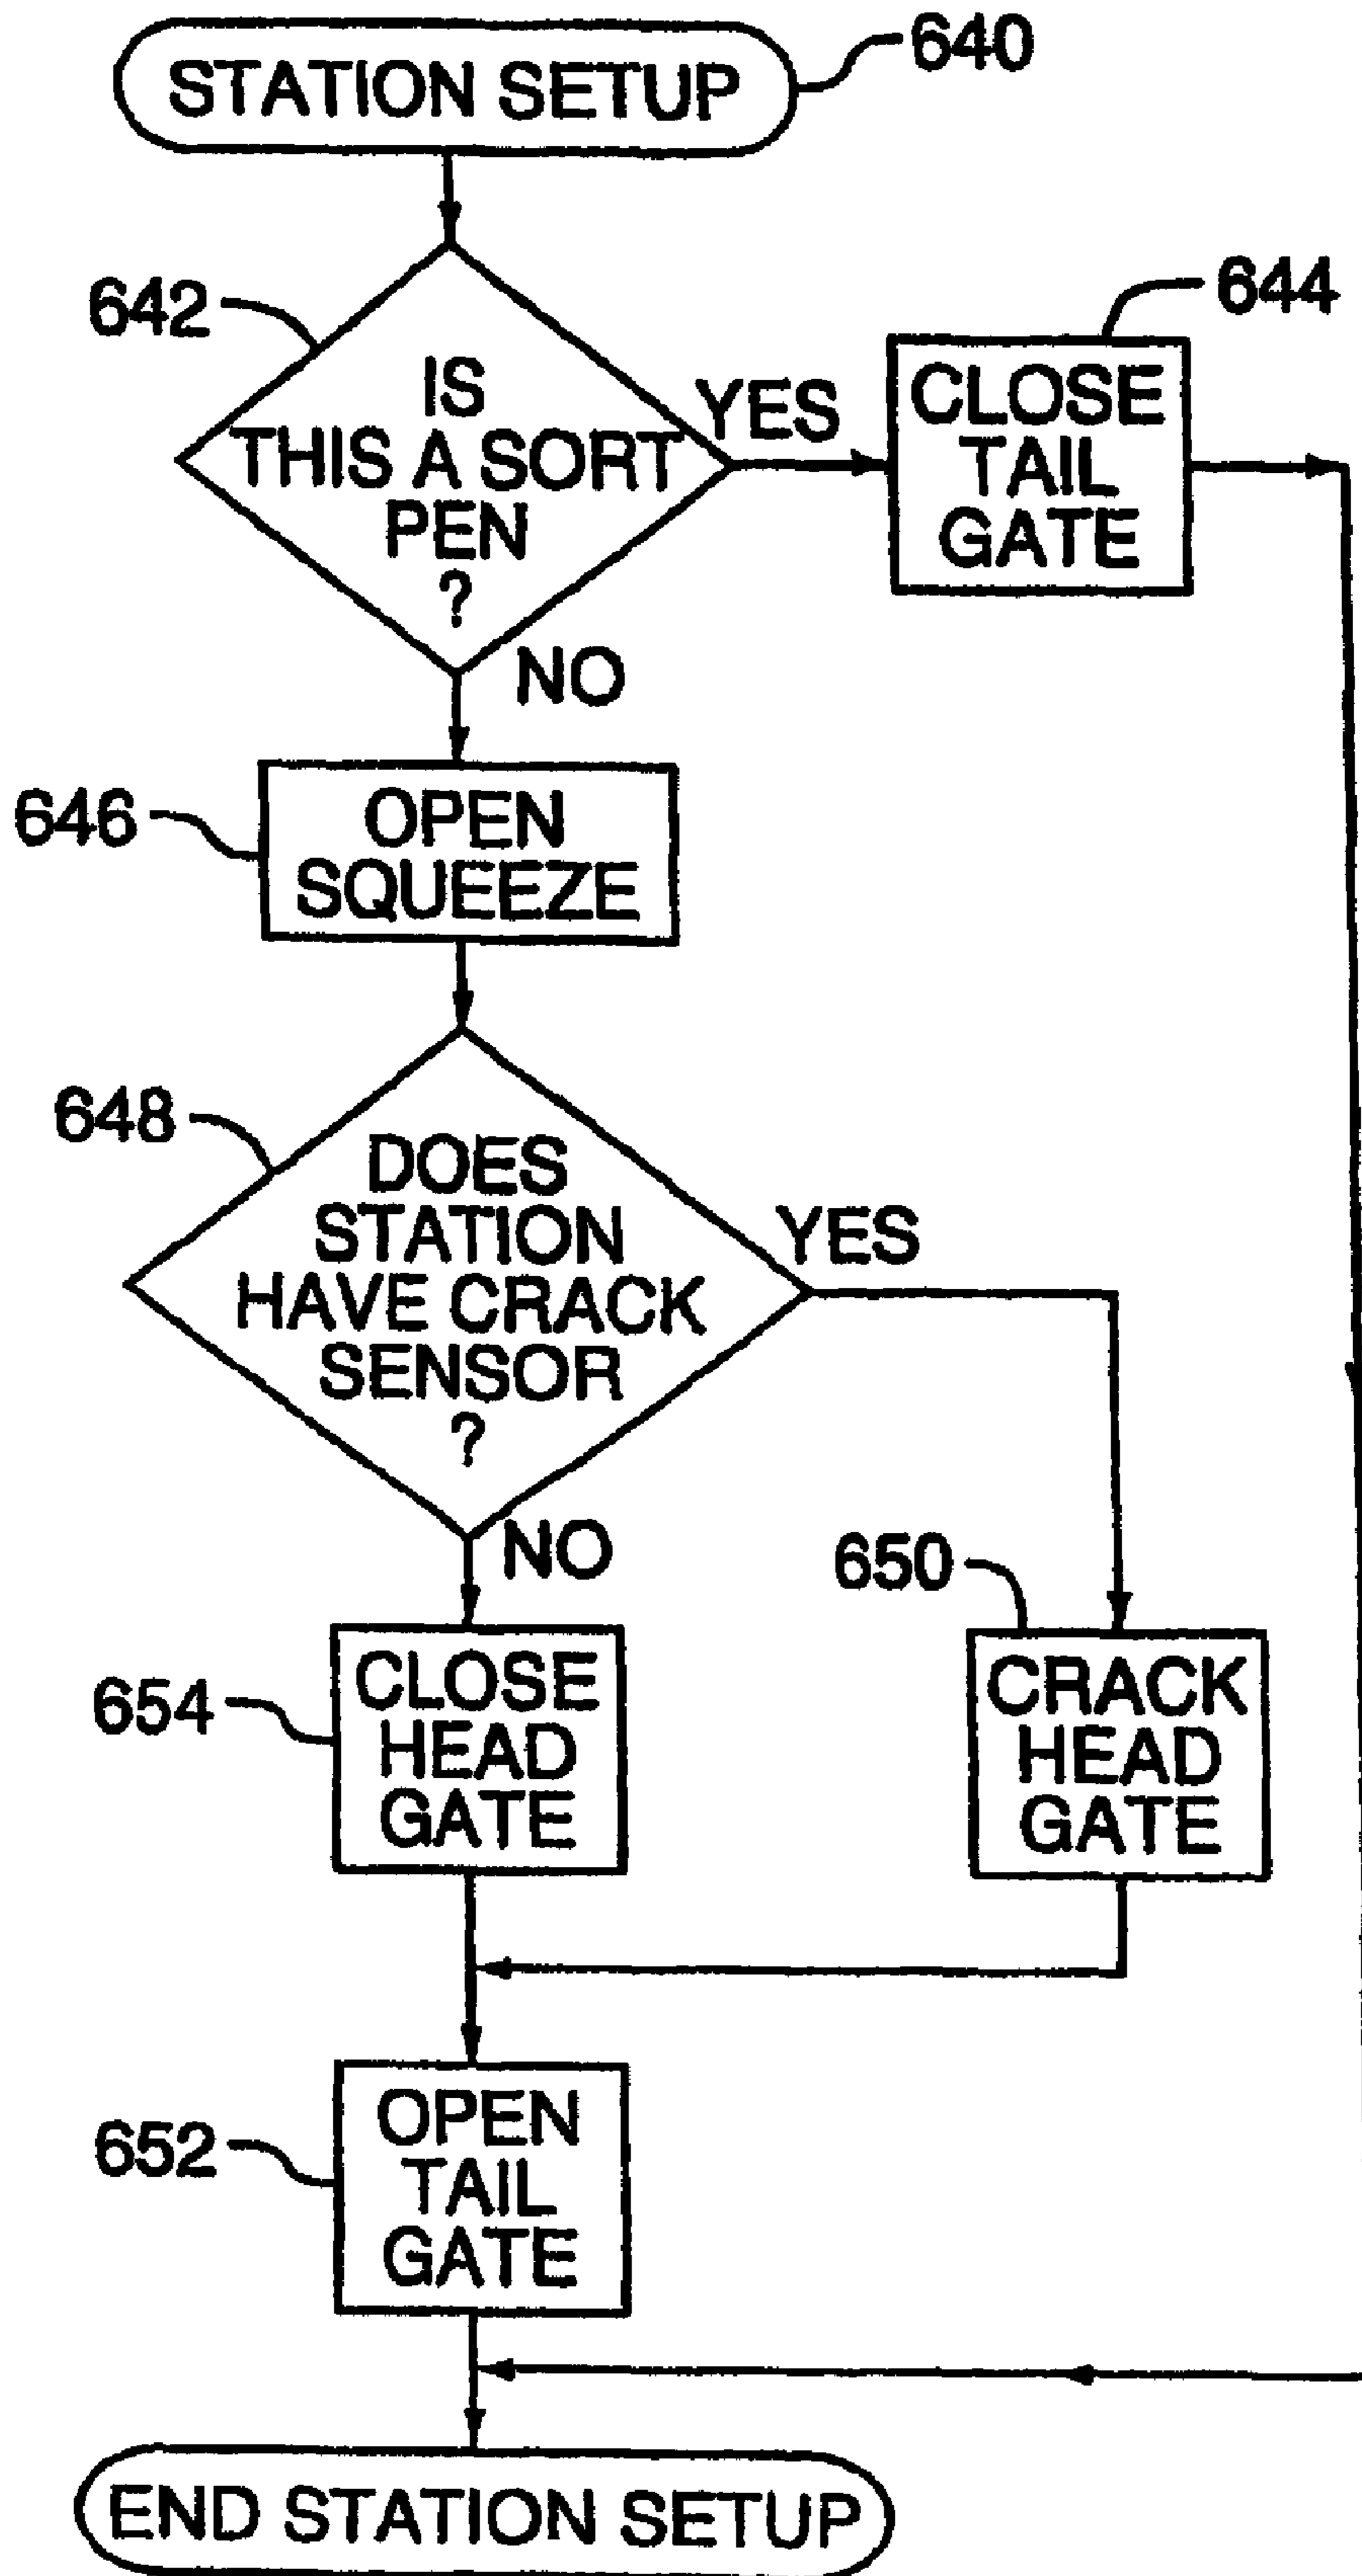 STATION SETUP
640
642
IS
THIS A SORT
PEN
?
YES
644
CLOSE
TAIL
GATE
NO
646
OPEN
SQUEEZE
648
DOES
STATION
HAVE CRACK
SENSOR
?
YES
NO
650
CRACK
HEAD
GATE
654
CLOSE
HEAD
GATE
652
OPEN
TAIL
GATE
END STATION SETUP